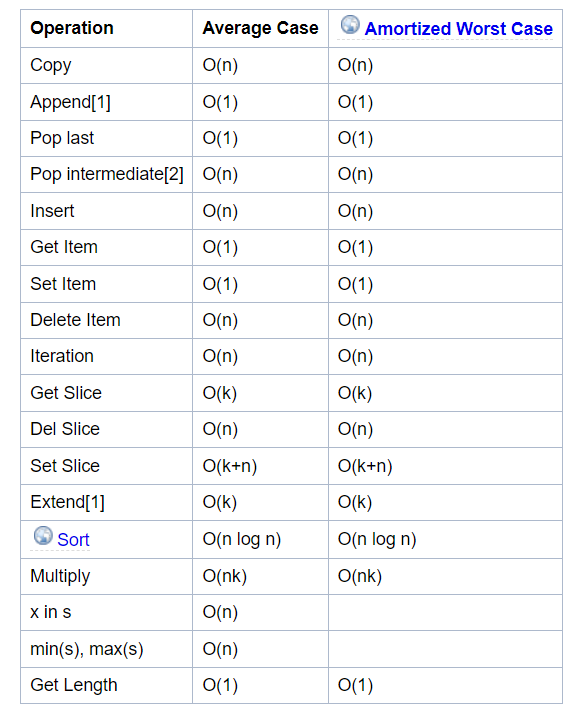 Operation Average Case Amortized Worst Case
Copy O(n) O(n)
Append[1] O(1) O(1)
Pop last O(1) O(1)
Pop intermediate[2] O(n) O(n)
Insert O(n) O(n)
Get Item O(1) O(1)
Set Item O(1) O(1)
Delete Item O(n) O(n)
Iteration O(n) O(n)
Get Slice O(k) O(k)
Del Slice O(n) O(n)
Set Slice O(k+n) O(k+n)
Extend[1] O(k) O(k)
Sort O(n log n) O(n log n)
Multiply O(nk) O(nk)
x in s O(n)
min(s), max(s) O(n)
Get Length O(1) O(1)